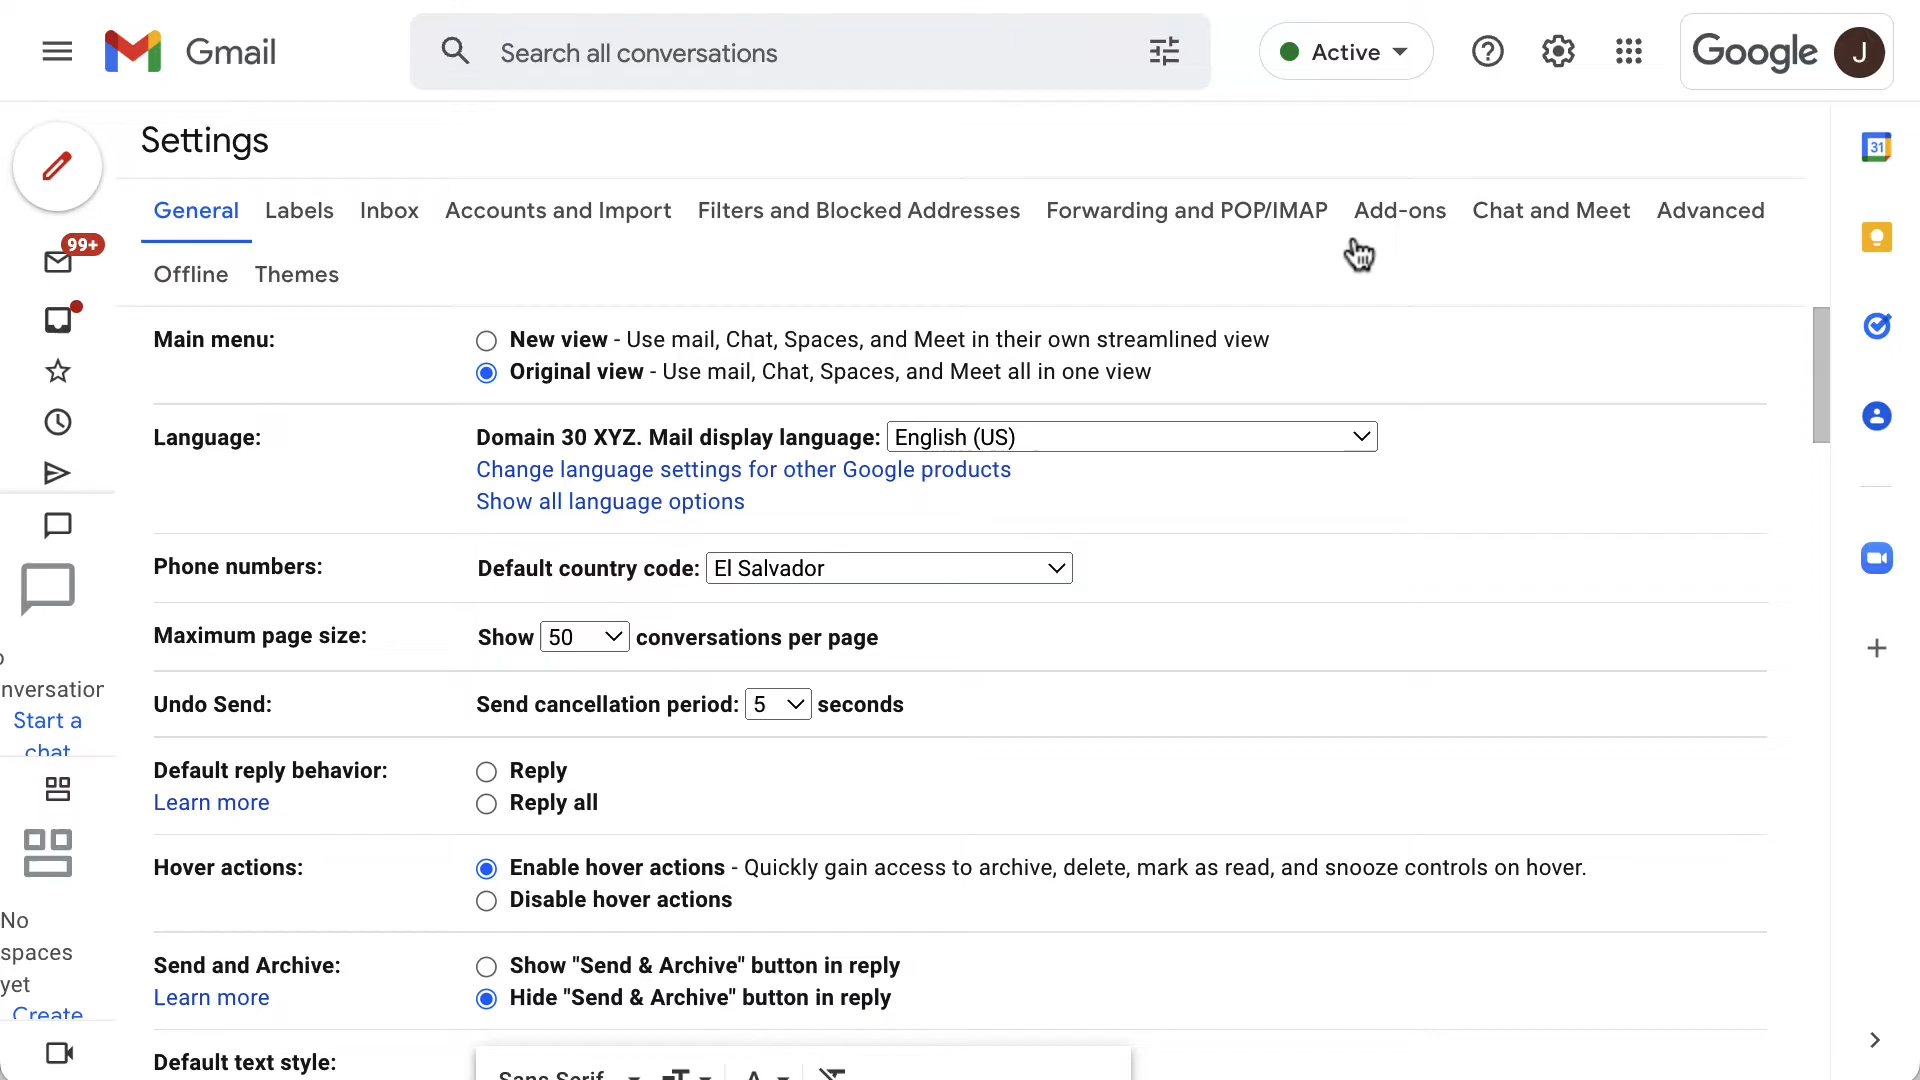 Gmail
Search all conversations
Active
Google
J
Settings
General Labels Inbox Accounts and Import Filters and Blocked Addresses Forwarding and POP/IMAP Add-ons Chat and Meet Advanced
Offline Themes
99+
31
Main menu:
New view - Use mail, Chat, Spaces, and Meet in their own streamlined view
Original view - Use mail, Chat, Spaces, and Meet all in one view
Language:
Domain 30 XYZ. Mail display language: English (US)
Change language settings for other Google products
Show all language options
Phone numbers:
Default country code: El Salvador
Maximum page size:
Show 50 conversations per page
Undo Send:
Send cancellation period: 5 seconds
Default reply behavior:
Learn more
Reply
Reply all
Hover actions:
Enable hover actions - Quickly gain access to archive, delete, mark as read, and snooze controls on hover.
Disable hover actions
Send and Archive:
Learn more
Show "Send & Archive" button in reply
Hide "Send & Archive" button in reply
Default text style:
Sans Serif
nversation
Start a
chat
No
spaces
yet
Create